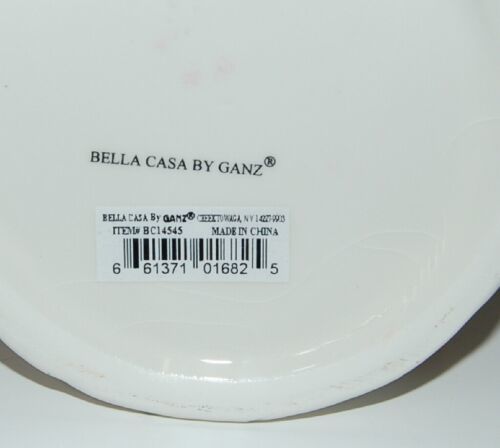 BELLA CASA BY GANZ®
BELLA CASA By GANZ® CHEEKTOWAGA, NY 14227-9903
ITEM# BC14545 MADE IN CHINA
6 61371 01682 5